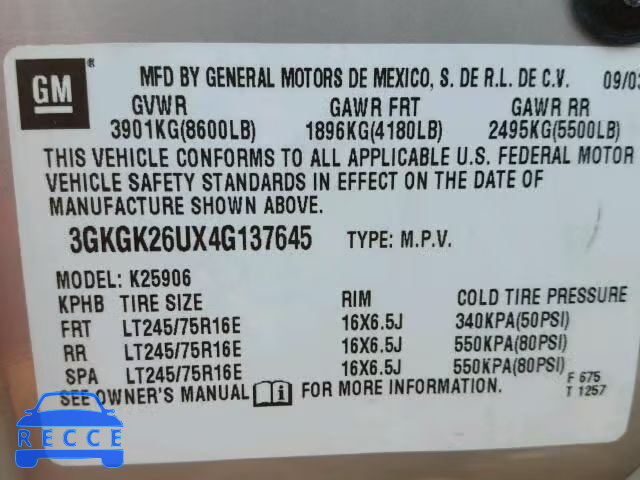 GM ®
MFD BY GENERAL MOTORS DE MEXICO, S. DE R.L. DE C.V. 09/03
GVWR GAWR FRT GAWR RR
3901KG(8600LB) 1896KG(4180LB) 2495KG(5500LB)
THIS VEHICLE CONFORMS TO ALL APPLICABLE U.S. FEDERAL MOTOR
VEHICLE SAFETY STANDARDS IN EFFECT ON THE DATE OF
MANUFACTURE SHOWN ABOVE.
3GKGK26UX4G137645 TYPE: M.P.V.
MODEL: K25906
KPHB TIRE SIZE RIM COLD TIRE PRESSURE
FRT LT245/75R16E 16X6.5J 340KPA(50PSI)
RR LT245/75R16E 16X6.5J 550KPA(80PSI)
SPA LT245/75R16E 16X6.5J 550KPA(80PSI)
SEE OWNER'S MANUAL FOR MORE INFORMATION.
F 675
T 1257
RECCE